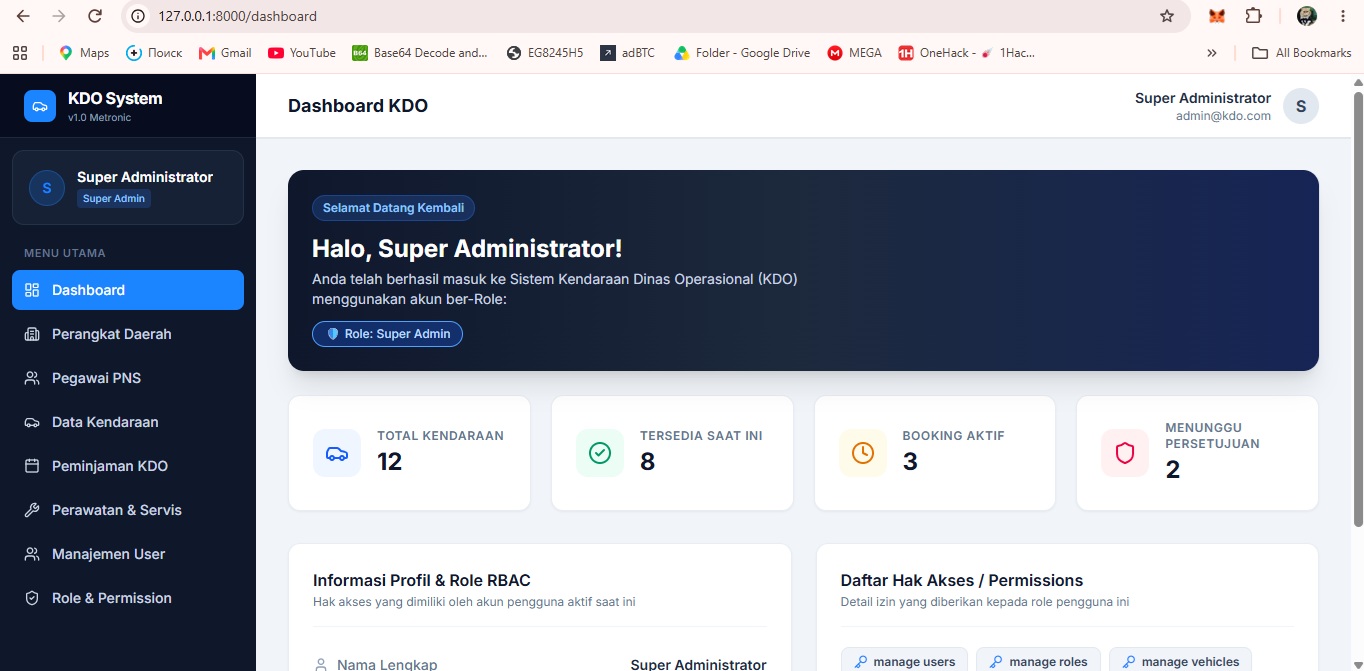 127.0.0.1:8000/dashboard
Maps
Поиск
Gmail
YouTube
Base64 Decode and...
EG8245H5
adBTC
Folder - Google Drive
MEGA
OneHack - 1Hac...
»
All Bookmarks
KDO System
v1.0 Metronic
Dashboard KDO
Super Administrator
admin@kdo.com
S
S
Super Administrator
Super Admin
MENU UTAMA
Dashboard
Perangkat Daerah
Pegawai PNS
Data Kendaraan
Peminjaman KDO
Perawatan & Servis
Manajemen User
Role & Permission
Selamat Datang Kembali
Halo, Super Administrator!
Anda telah berhasil masuk ke Sistem Kendaraan Dinas Operasional (KDO)
menggunakan akun ber-Role:
Role: Super Admin
TOTAL KENDARAAN
12
TERSEDIA SAAT INI
8
BOOKING AKTIF
3
MENUNGGU
PERSETUJUAN
2
Informasi Profil & Role RBAC
Hak akses yang dimiliki oleh akun pengguna aktif saat ini
Nama Lengkap
Super Administrator
Daftar Hak Akses / Permissions
Detail izin yang diberikan kepada role pengguna ini
manage users
manage roles
manage vehicles